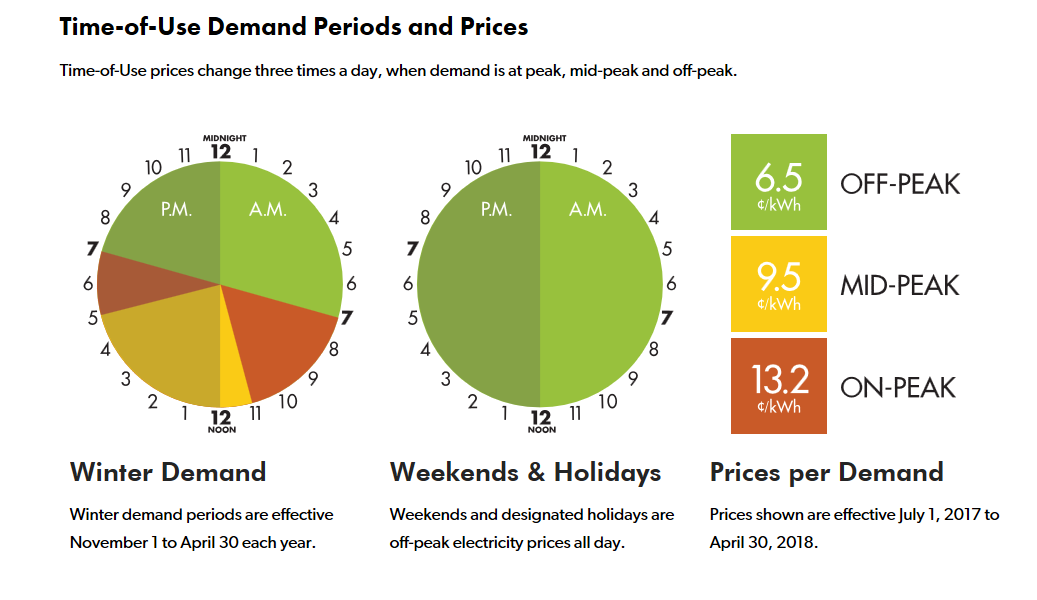 Time-of-Use Demand Periods and Prices
Time-of-Use prices change three times a day, when demand is at peak, mid-peak and off-peak.
MIDNIGHT
12
1
2
3
4
5
6
7
8
9
10
11
12
NOON
1
2
3
4
5
6
7
8
9
10
11
P.M.
A.M.
Winter Demand
Winter demand periods are effective
November 1 to April 30 each year.
MIDNIGHT
12
1
2
3
4
5
6
7
8
9
10
11
12
NOON
1
2
3
4
5
6
7
8
9
10
11
P.M.
A.M.
Weekends & Holidays
Weekends and designated holidays are
off-peak electricity prices all day.
6.5
¢/kWh
OFF-PEAK
9.5
¢/kWh
MID-PEAK
13.2
¢/kWh
ON-PEAK
Prices per Demand
Prices shown are effective July 1, 2017 to
April 30, 2018.